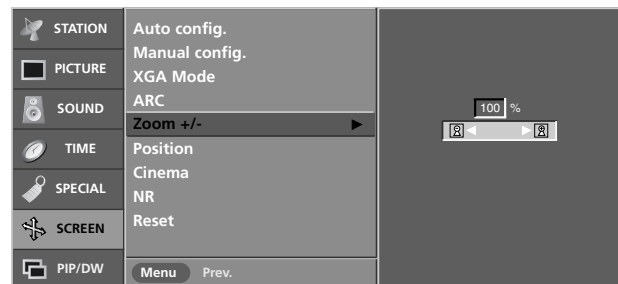 STATION
PICTURE
SOUND
TIME
SPECIAL
SCREEN
PIP/DW
Auto config.
Manual config.
XGA Mode
ARC
Zoom +/-
Position
Cinema
NR
Reset
Menu Prev.
100 %